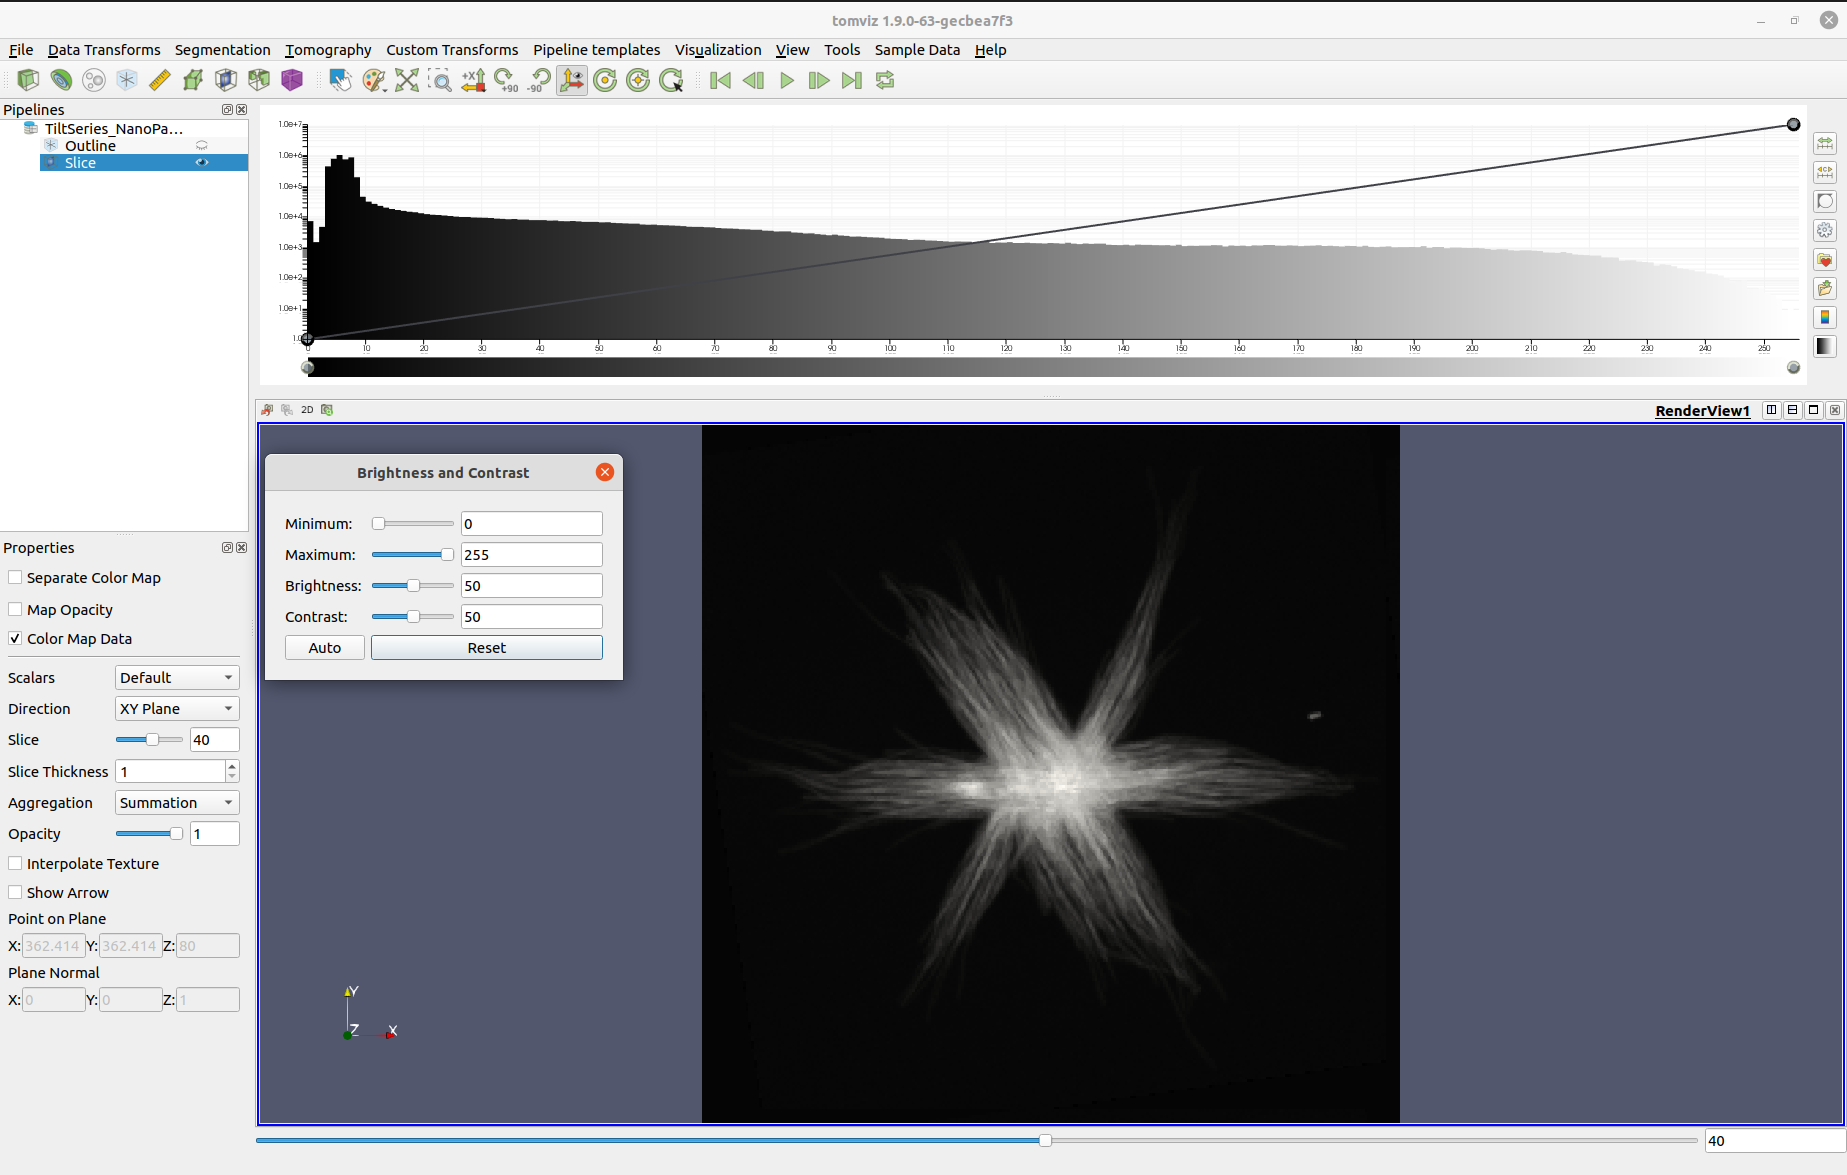 tomviz 1.9.0-63-gecbea7f3
File Data Transforms Segmentation Tomography Custom Transforms Pipeline templates Visualization View Tools Sample Data Help
+X +90 -90
Pipelines
TiltSeries_NanoPa...
Outline
Slice
1.0e+7
1.0e+6
1.0e+5
1.0e+4
1.0e+3
1.0e+2
1.0e+1
1.0
0 10 20 30 40 50 60 70 80 90 100 110 120 130 140 150 160 170 180 190 200 210 220 230 240 250
2D
RenderView1
Brightness and Contrast
Minimum: 0
Maximum: 255
Brightness: 50
Contrast: 50
Auto Reset
Properties
Separate Color Map
Map Opacity
Color Map Data
Scalars Default
Direction XY Plane
Slice 40
Slice Thickness 1
Aggregation Summation
Opacity 1
Interpolate Texture
Show Arrow
Point on Plane
X: 362.414 Y: 362.414 Z: 80
Plane Normal
X: 0 Y: 0 Z: 1
Y
Z X
40